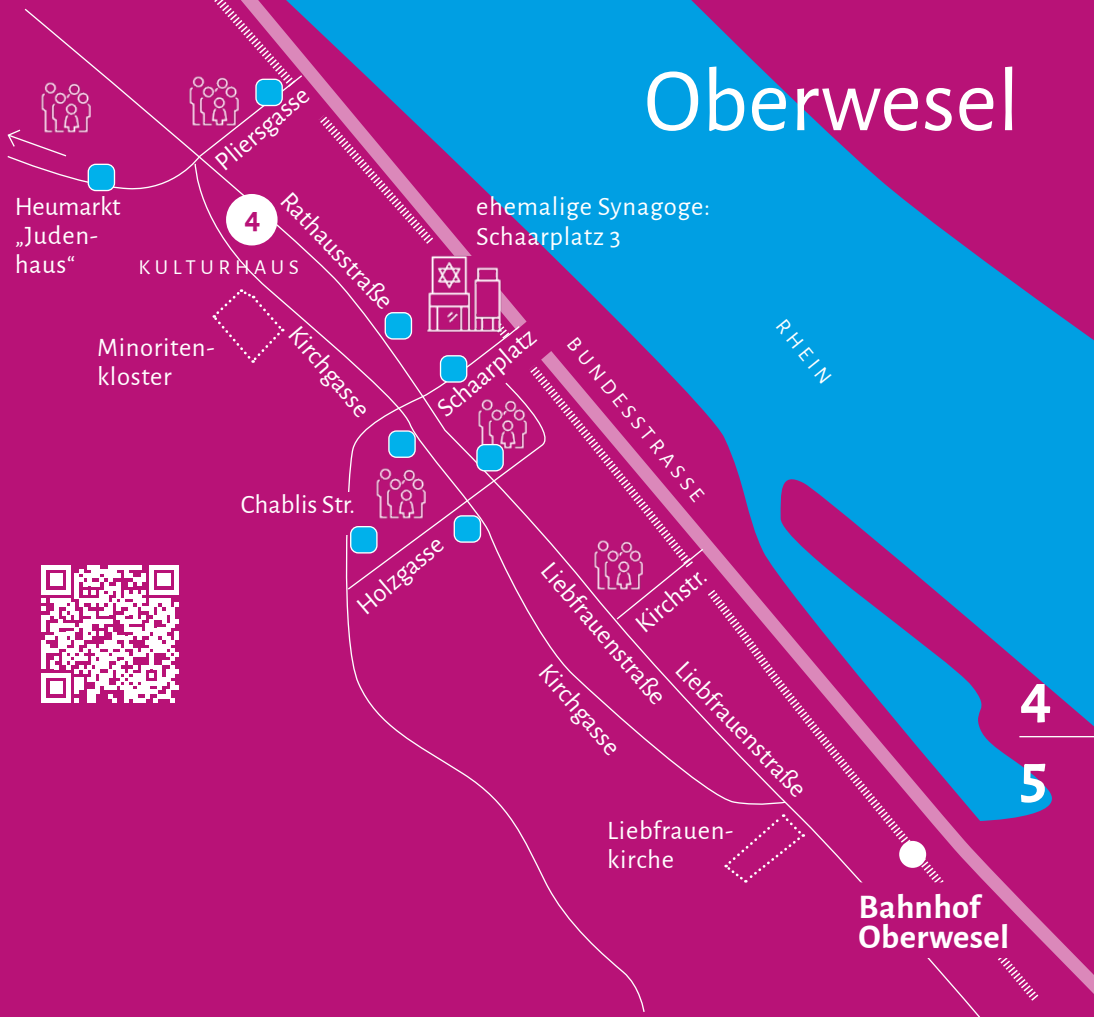 Oberwesel
Pliersgasse
Heumarkt
„Juden-
haus“
4
Rathausstraße
ehemalige Synagoge:
Schaarplatz 3
KULTURHAUS
Minoriten-
kloster
Kirchgasse
Schaarplatz
BUNDESSTRASSE
RHEIN
Chablis Str.
Holzgasse
Liebfrauenstraße
Kirchstr.
Kirchgasse
Liebfrauenstraße
4
5
Liebfrauen-
kirche
Bahnhof
Oberwesel